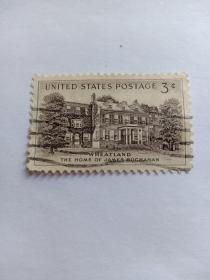 UNITED STATES POSTAGE 3¢
WHEATLAND
THE HOME OF JAMES BUCHANAN